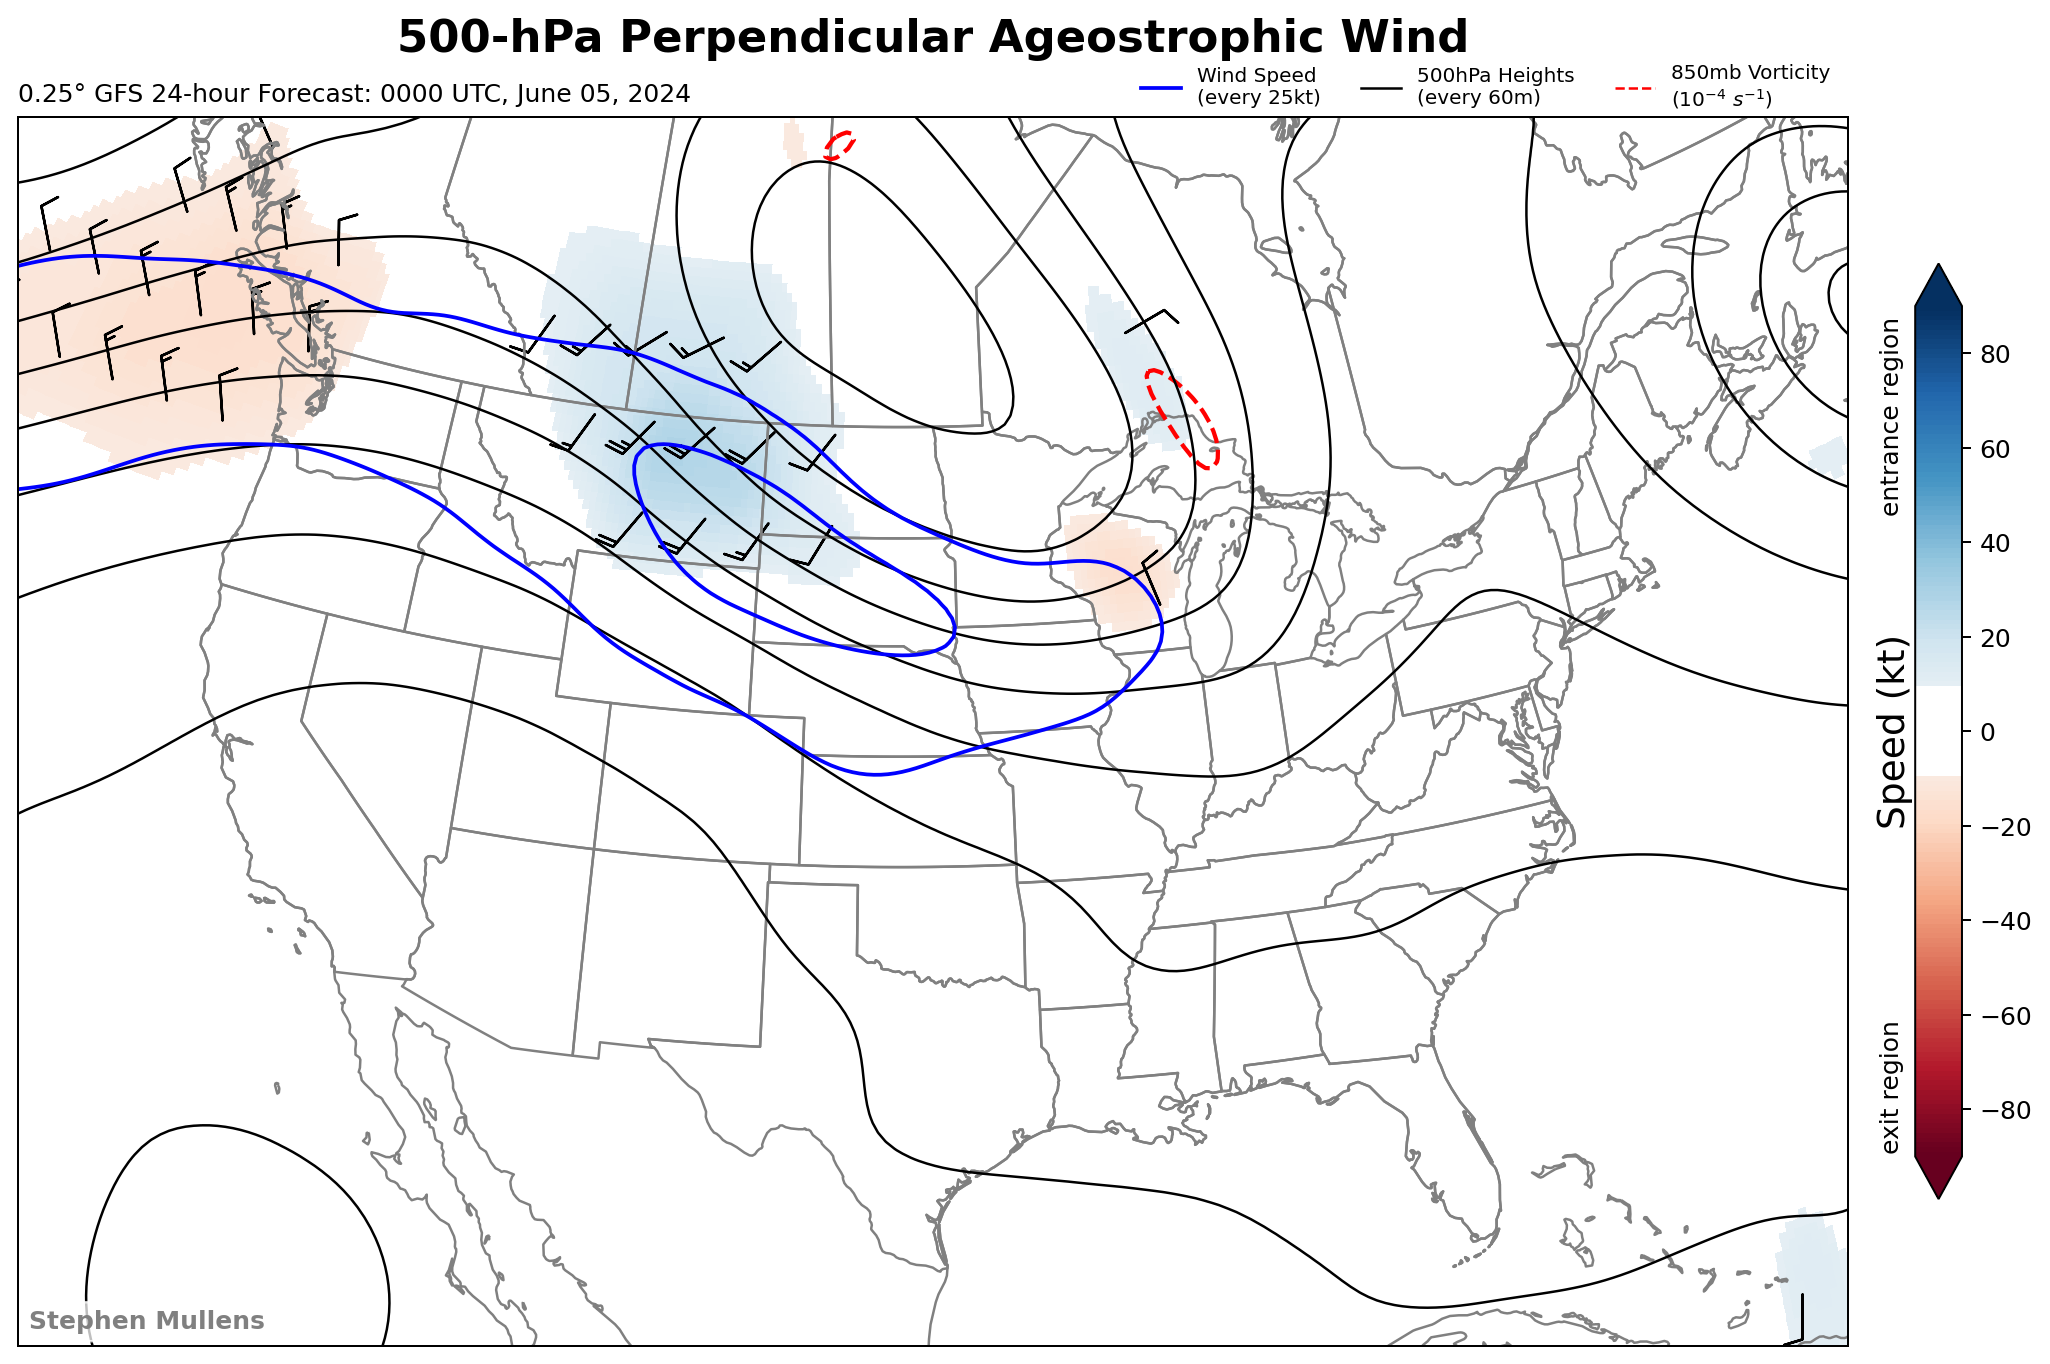 500-hPa Perpendicular Ageostrophic Wind
0.25° GFS 24-hour Forecast: 0000 UTC, June 05, 2024
Wind Speed
(every 25kt)
500hPa Heights
(every 60m)
850mb Vorticity
(10⁻⁴ s⁻¹)
entrance region
Speed (kt)
exit region
80
60
40
20
0
−20
−40
−60
−80
Stephen Mullens